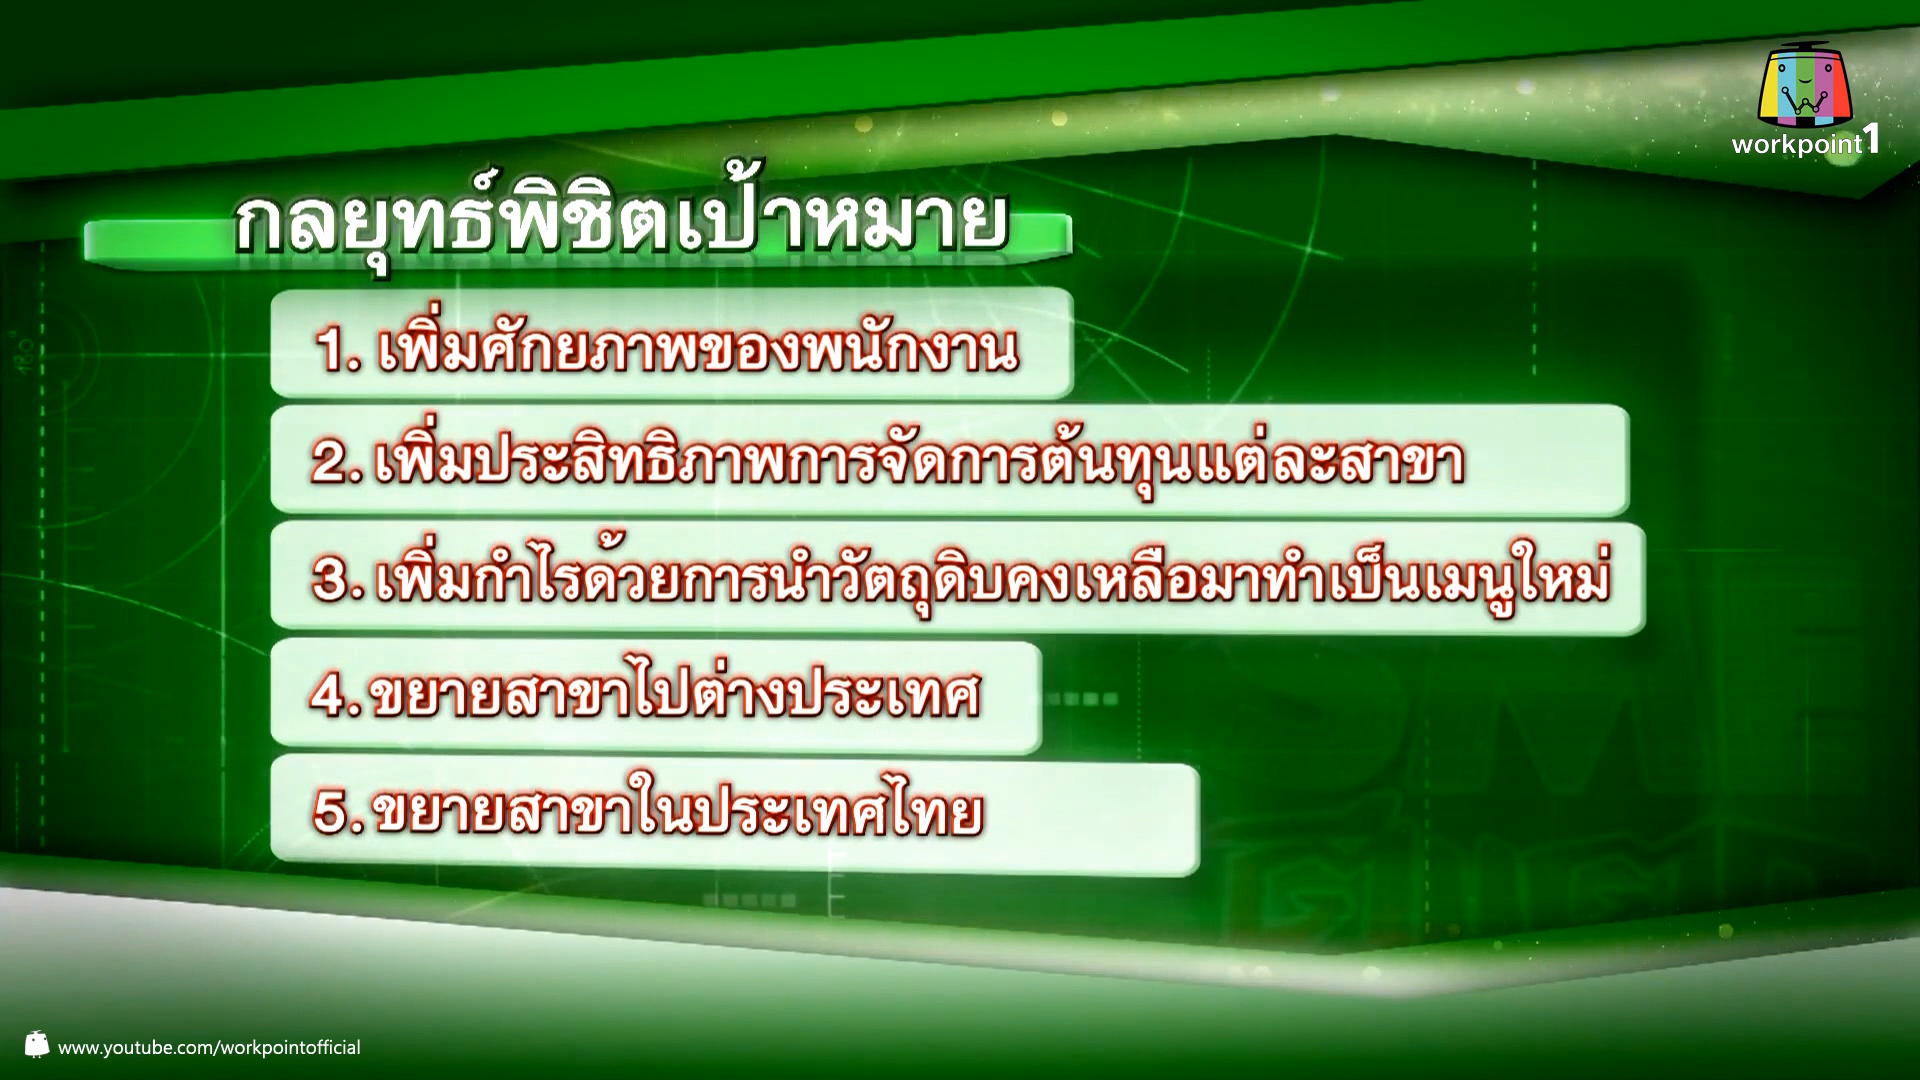 workpoint1
กลยุทธ์พิชิตเป้าหมาย
1. เพิ่มศักยภาพของพนักงาน
2. เพิ่มประสิทธิภาพการจัดการต้นทุนแต่ละสาขา
3. เพิ่มกำไรด้วยการนำวัตถุดิบคงเหลือมาทำเป็นเมนูใหม่
4. ขยายสาขาไปต่างประเทศ
5. ขยายสาขาในประเทศไทย
www.youtube.com/workpointofficial